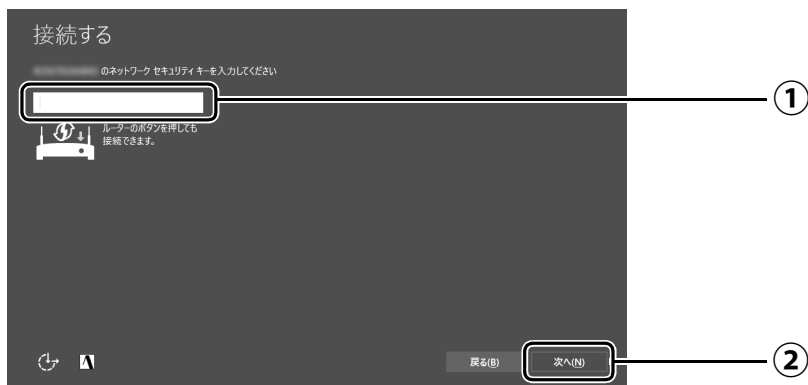 接続する
のネットワーク セキュリティ キーを入力してください
①
ルーターのボタンを押しても
接続できます。
戻る(B)
次へ(N)
②